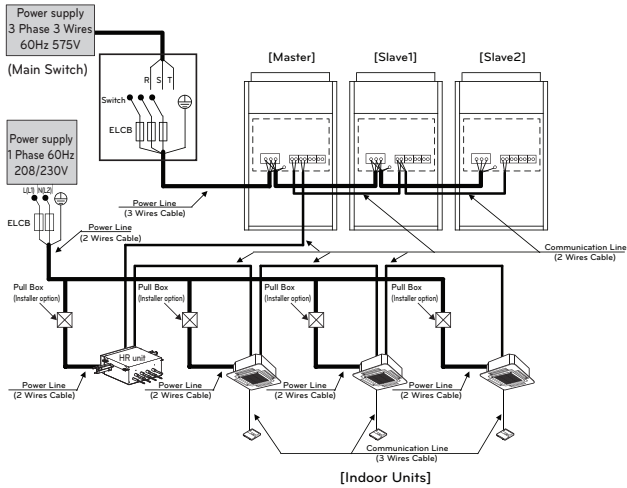 Power supply
3 Phase 3 Wires
60Hz 575V
(Main Switch)
R S T
Switch
ELCB
[Master]
[Slave1]
[Slave2]
Power supply
1 Phase 60Hz
208/230V
L(L1) N(L2)
ELCB
Power Line
(2 Wires Cable)
Power Line
(3 Wires Cable)
Communication Line
(2 Wires Cable)
Pull Box
(Installer option)
Pull Box
(Installer option)
Pull Box
(Installer option)
Pull Box
(Installer option)
HR unit
Power Line
(2 Wires Cable)
Power Line
(2 Wires Cable)
Power Line
(2 Wires Cable)
Power Line
(2 Wires Cable)
Communication Line
(3 Wires Cable)
[Indoor Units]